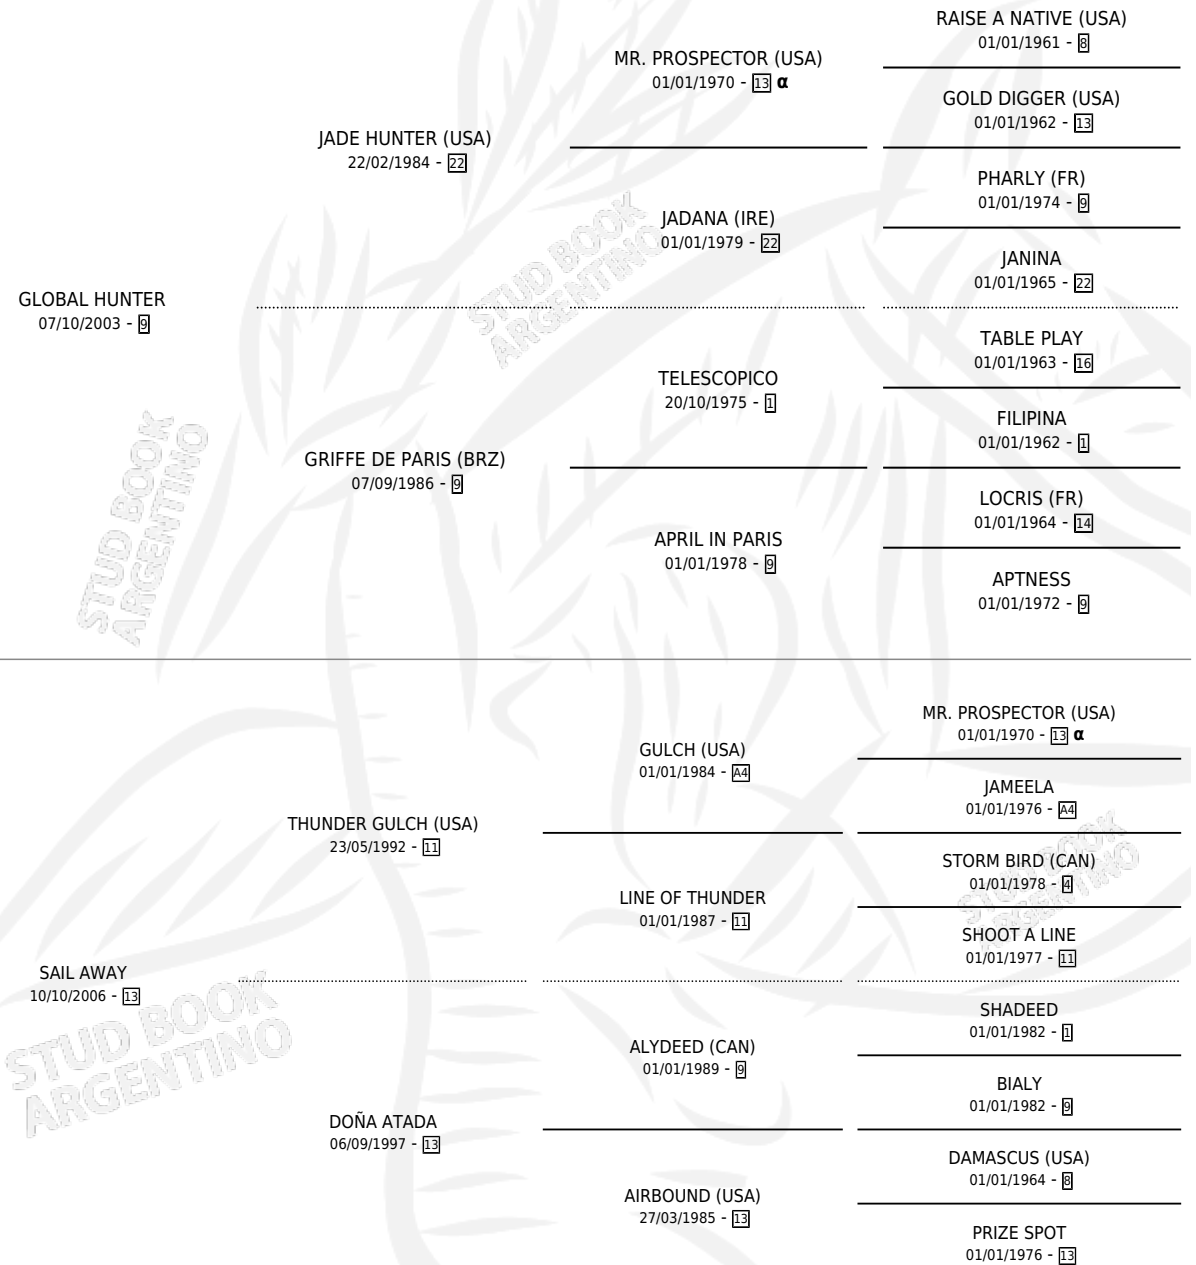 RAISE A NATIVE (USA)
01/01/1961 - 8
MR. PROSPECTOR (USA)
01/01/1970 - 13 α
GOLD DIGGER (USA)
01/01/1962 - 13
JADE HUNTER (USA)
22/02/1984 - 22
PHARLY (FR)
01/01/1974 - 9
JADANA (IRE)
01/01/1979 - 22
JANINA
01/01/1965 - 22
GLOBAL HUNTER
07/10/2003 - 9
TABLE PLAY
01/01/1963 - 16
TELESCOPICO
20/10/1975 - 1
FILIPINA
01/01/1962 - 1
GRIFFE DE PARIS (BRZ)
07/09/1986 - 9
LOCRIS (FR)
01/01/1964 - 14
APRIL IN PARIS
01/01/1978 - 9
APTNESS
01/01/1972 - 9
MR. PROSPECTOR (USA)
01/01/1970 - 13 α
GULCH (USA)
01/01/1984 - A4
JAMEELA
01/01/1976 - A4
THUNDER GULCH (USA)
23/05/1992 - 11
STORM BIRD (CAN)
01/01/1978 - 4
LINE OF THUNDER
01/01/1987 - 11
SHOOT A LINE
01/01/1977 - 11
SAIL AWAY
10/10/2006 - 13
SHADEED
01/01/1982 - 1
ALYDEED (CAN)
01/01/1989 - 9
BIALY
01/01/1982 - 9
DOÑA ATADA
06/09/1997 - 13
DAMASCUS (USA)
01/01/1964 - 8
AIRBOUND (USA)
27/03/1985 - 13
PRIZE SPOT
01/01/1976 - 13
STUD BOOK
ARGENTINO
STUD BOOK
ARGENTINO
STUD BOOK
ARGENTINO
STUD BOOK
ARGENTINO